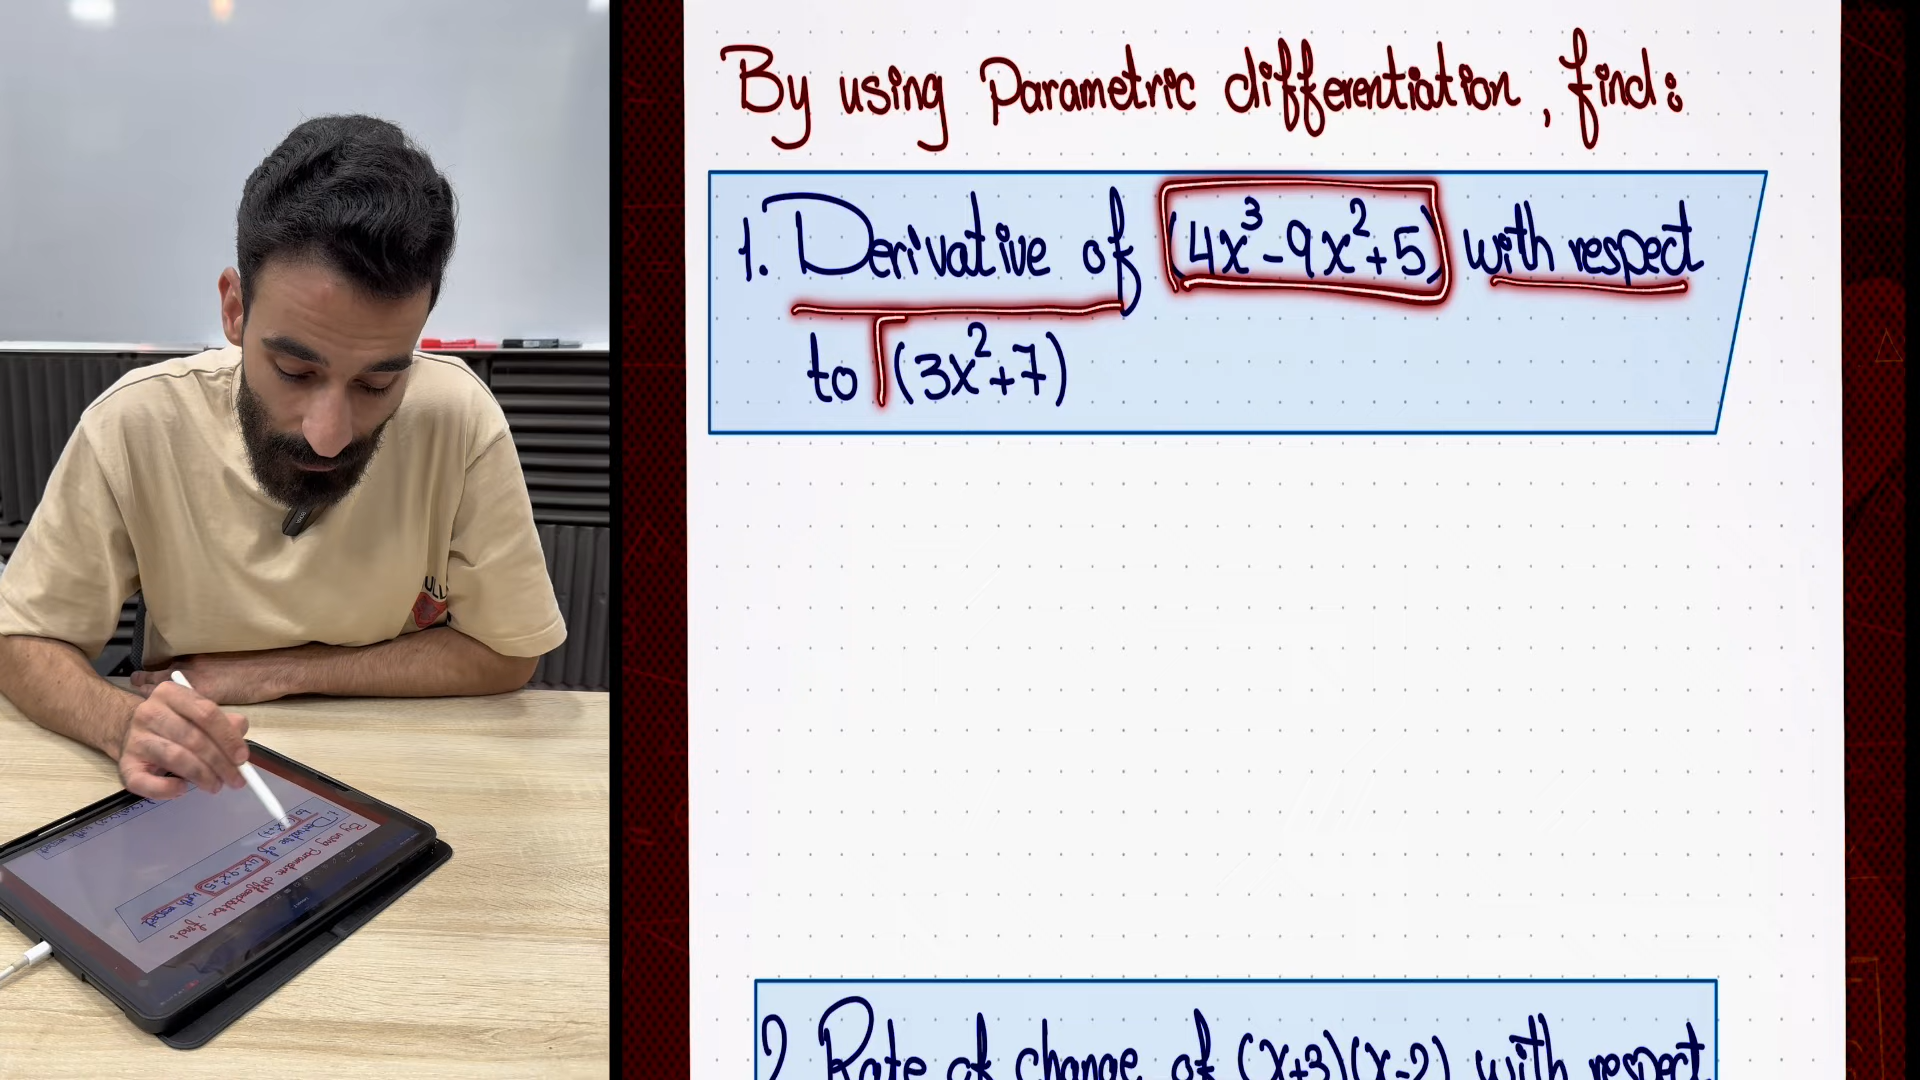 By using Parametric differentiation, find:
1. Derivative of (4x³-9x²+5) with respect
to (3x²+7)
2 Rate of change of (x+3)(x-2) with respect